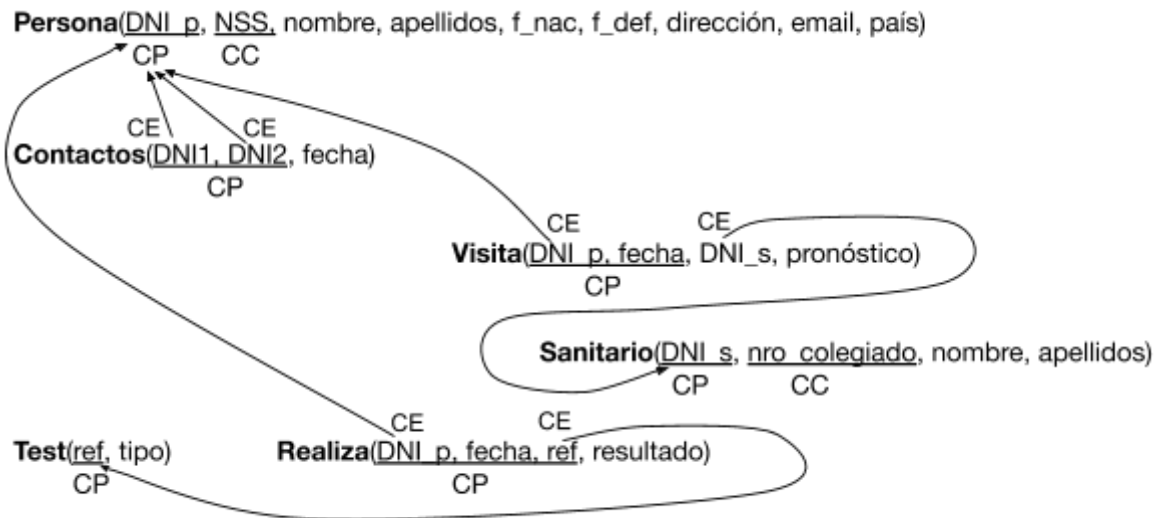 Persona(DNI_p, NSS, nombre, apellidos, f_nac, f_def, dirección, email, país)
CP CC
CE CE
Contactos(DNI1, DNI2, fecha)
CP
CE CE
Visita(DNI_p, fecha, DNI_s, pronóstico)
CP
Sanitario(DNI_s, nro_colegiado, nombre, apellidos)
CP CC
CE CE
Test(ref, tipo) Realiza(DNI_p, fecha, ref, resultado)
CP CP